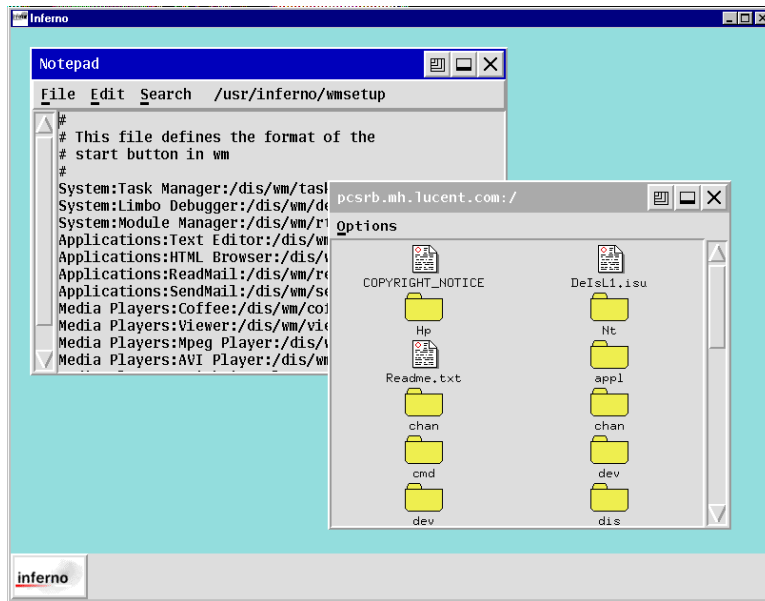 Inferno
Notepad
File Edit Search /usr/inferno/wmsetup
#
# This file defines the format of the
# start button in wm
#
System:Task Manager:/dis/wm/task
System:Limbo Debugger:/dis/wm/de
System:Module Manager:/dis/wm/rt
Applications:Text Editor:/dis/wm
Applications:HTML Browser:/dis/w
Applications:ReadMail:/dis/wm/re
Applications:SendMail:/dis/wm/se
Media Players:Coffee:/dis/wm/cof
Media Players:Viewer:/dis/wm/vie
Media Players:Mpeg Player:/dis/w
Media Players:AVI Player:/dis/wm
pcsrb.mh.lucent.com:/
Options
COPYRIGHT_NOTICE DeIsL1.isu
Hp Nt
Readme.txt appl
chan chan
cmd dev
dev dis
inferno